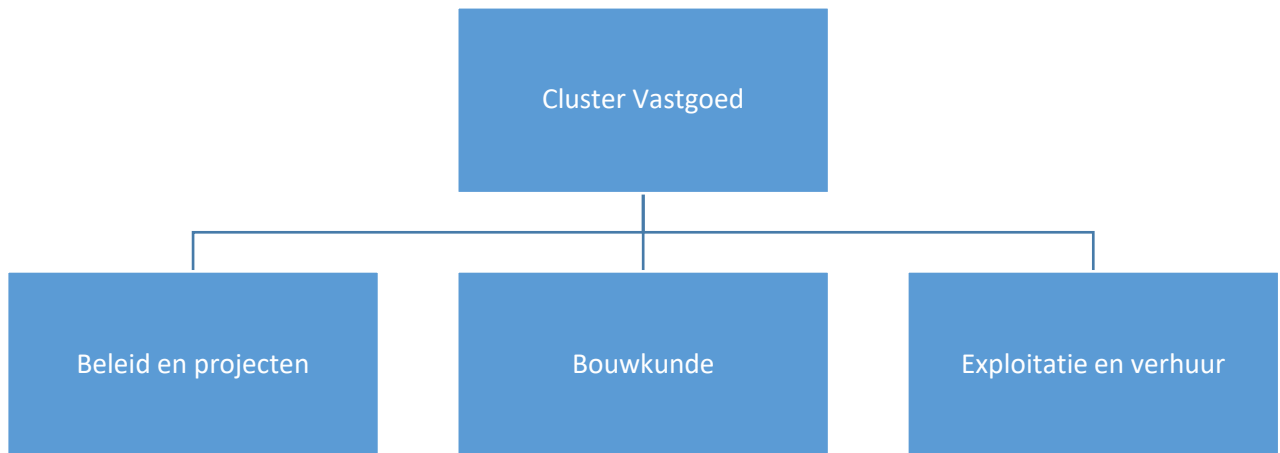 Cluster Vastgoed
Beleid en projecten
Bouwkunde
Exploitatie en verhuur